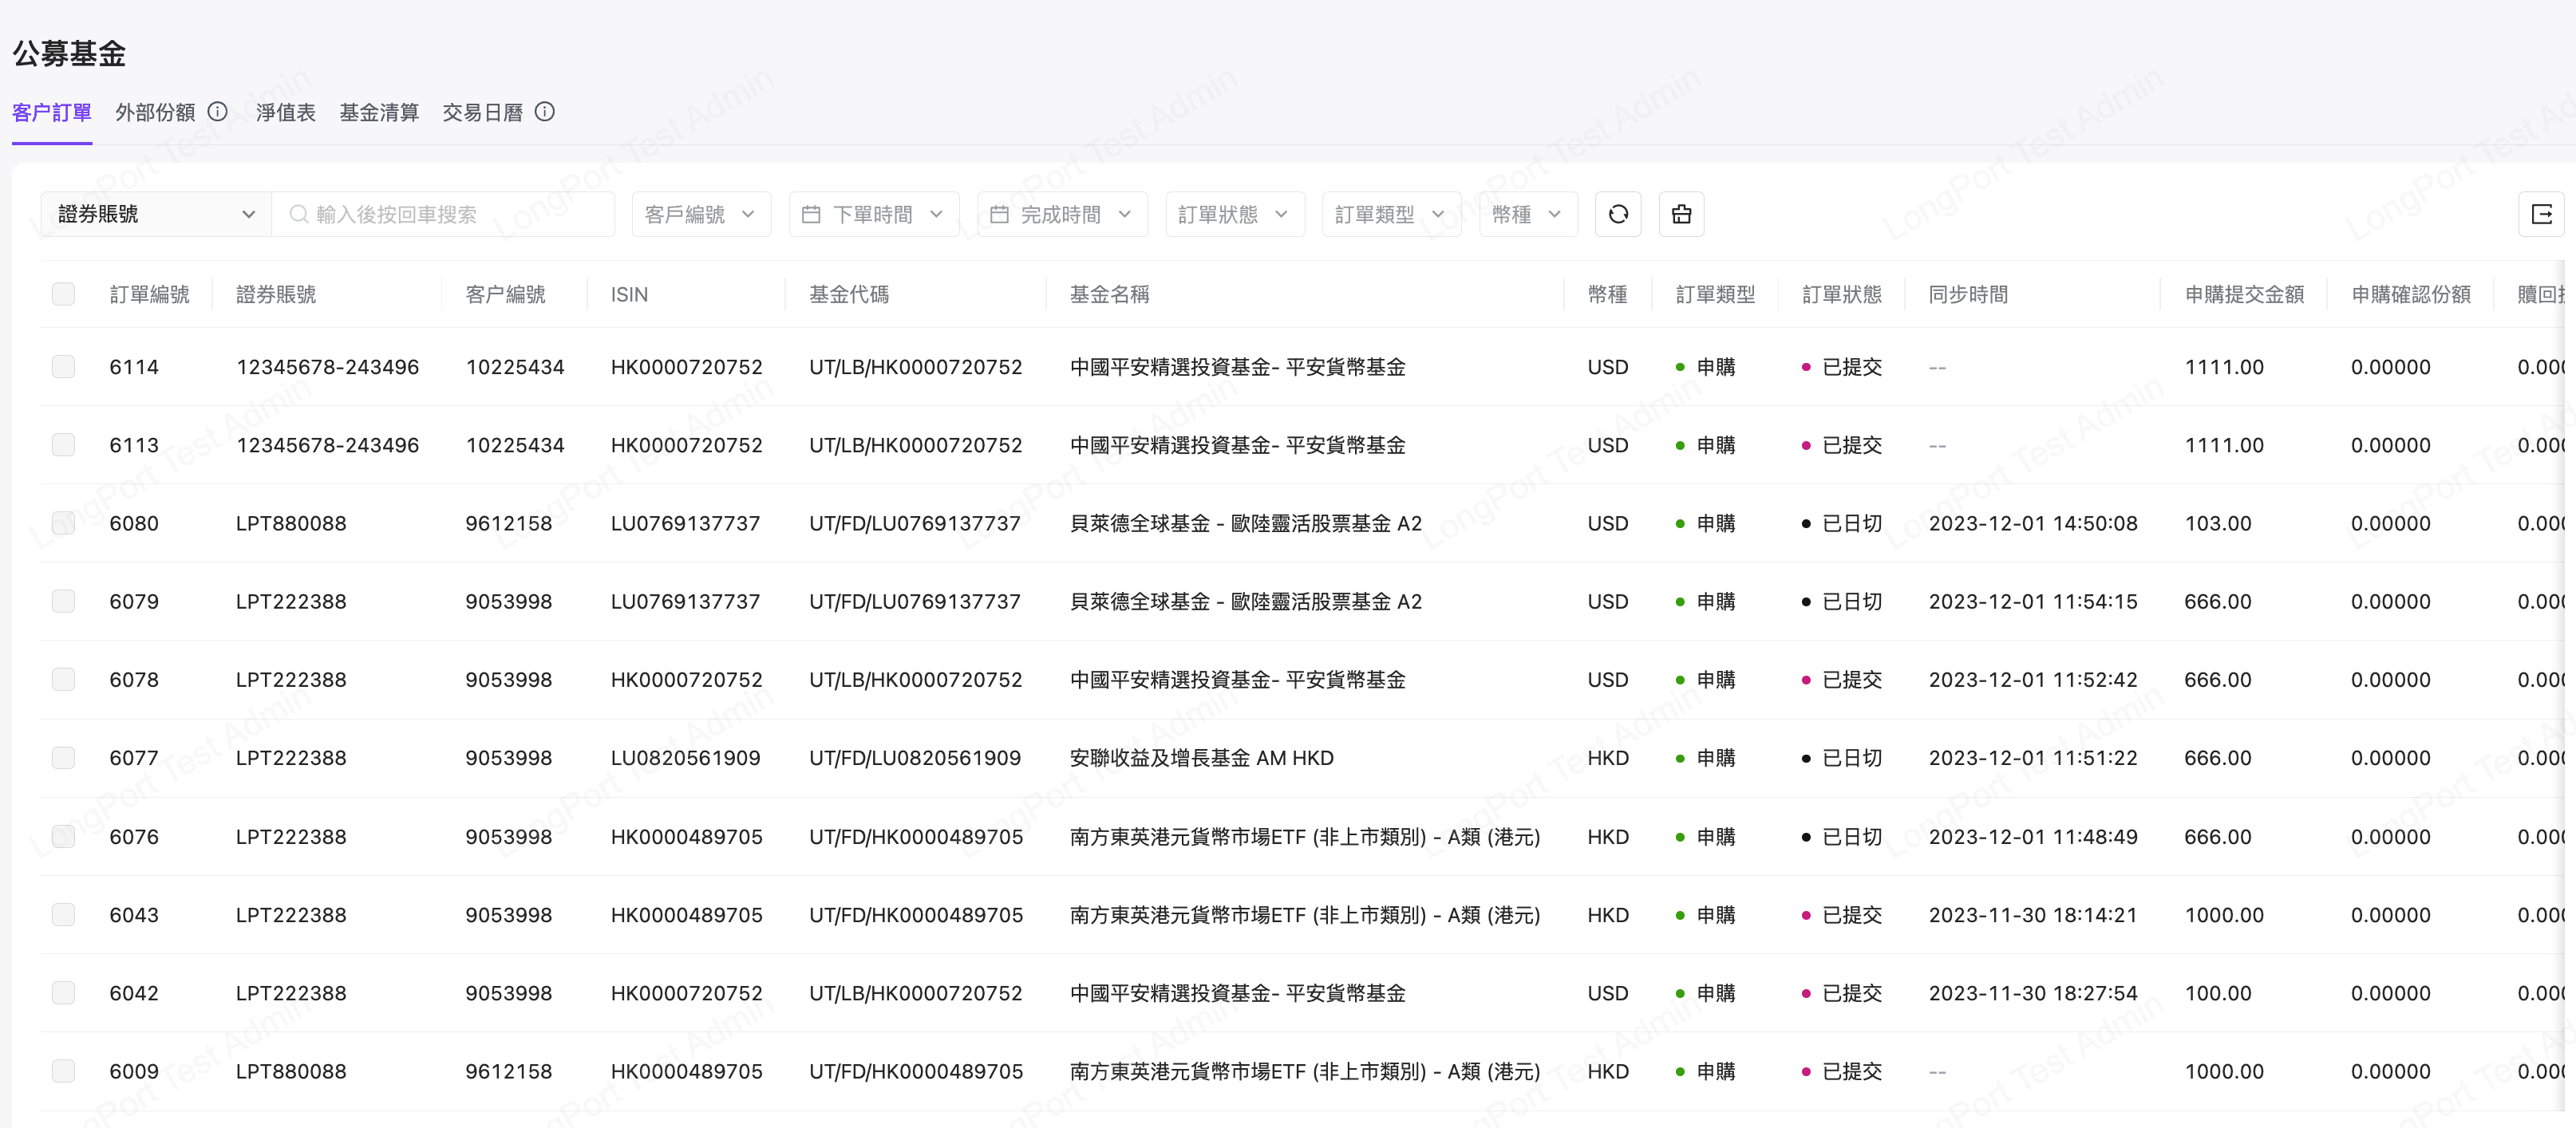 公募基金
客户訂單 外部份額 淨值表 基金清算 交易日曆
證券賬號 輸入後按回車搜索 客戶編號 下單時間 完成時間 訂單狀態 訂單類型 幣種
訂單編號 證券賬號 客户編號 ISIN 基金代碼 基金名稱 幣種 訂單類型 訂單狀態 同步時間 申購提交金額 申購確認份額 贖回
6114 12345678-243496 10225434 HK0000720752 UT/LB/HK0000720752 中國平安精選投資基金- 平安貨幣基金 USD 申購 已提交 -- 1111.00 0.00000 0.00
6113 12345678-243496 10225434 HK0000720752 UT/LB/HK0000720752 中國平安精選投資基金- 平安貨幣基金 USD 申購 已提交 -- 1111.00 0.00000 0.00
6080 LPT880088 9612158 LU0769137737 UT/FD/LU0769137737 貝萊德全球基金 - 歐陸靈活股票基金 A2 USD 申購 已日切 2023-12-01 14:50:08 103.00 0.00000 0.00
6079 LPT222388 9053998 LU0769137737 UT/FD/LU0769137737 貝萊德全球基金 - 歐陸靈活股票基金 A2 USD 申購 已日切 2023-12-01 11:54:15 666.00 0.00000 0.00
6078 LPT222388 9053998 HK0000720752 UT/LB/HK0000720752 中國平安精選投資基金- 平安貨幣基金 USD 申購 已提交 2023-12-01 11:52:42 666.00 0.00000 0.00
6077 LPT222388 9053998 LU0820561909 UT/FD/LU0820561909 安聯收益及增長基金 AM HKD HKD 申購 已日切 2023-12-01 11:51:22 666.00 0.00000 0.00
6076 LPT222388 9053998 HK0000489705 UT/FD/HK0000489705 南方東英港元貨幣市場ETF (非上市類別) - A類 (港元) HKD 申購 已日切 2023-12-01 11:48:49 666.00 0.00000 0.00
6043 LPT222388 9053998 HK0000489705 UT/FD/HK0000489705 南方東英港元貨幣市場ETF (非上市類別) - A類 (港元) HKD 申購 已提交 2023-11-30 18:14:21 1000.00 0.00000 0.00
6042 LPT222388 9053998 HK0000720752 UT/LB/HK0000720752 中國平安精選投資基金- 平安貨幣基金 USD 申購 已提交 2023-11-30 18:27:54 100.00 0.00000 0.00
6009 LPT880088 9612158 HK0000489705 UT/FD/HK0000489705 南方東英港元貨幣市場ETF (非上市類別) - A類 (港元) HKD 申購 已提交 -- 1000.00 0.00000 0.00
LongPort Test Admin